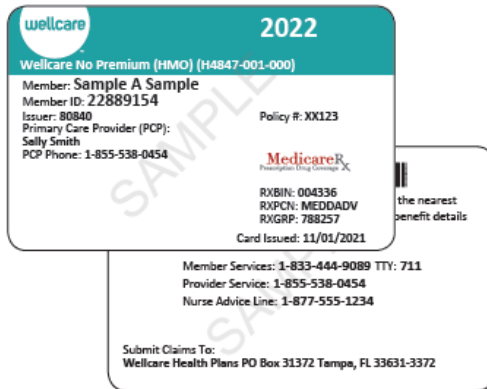 wellcare
2022
Wellcare No Premium (HMO) (H4847-001-000)
Member: Sample A Sample
Member ID: 22889154
Issuer: 80840
Policy #: XX123
Primary Care Provider (PCP):
Sally Smith
PCP Phone: 1-855-538-0454
MedicareRx
Prescription Drug Coverage
RXBIN: 004336
RXPCN: MEDDADV
RXGRP: 788257
Card Issued: 11/01/2021
SAMPLE
the nearest
benefit details
Member Services: 1-833-444-9089 TTY: 711
Provider Service: 1-855-538-0454
Nurse Advice Line: 1-877-555-1234
Submit Claims To:
Wellcare Health Plans PO Box 31372 Tampa, FL 33631-3372